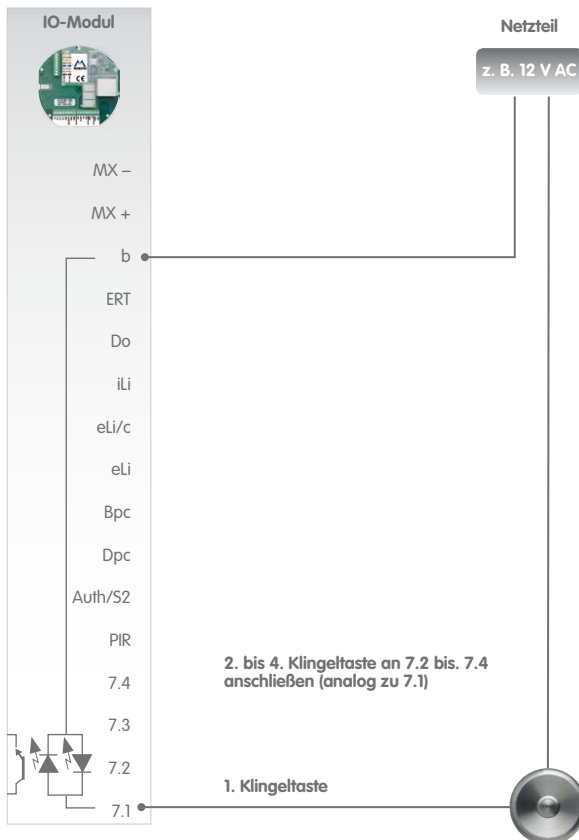 IO-Modul
Netzteil
z. B. 12 V AC
MX –
MX +
b
ERT
Do
iLi
eLi/c
eLi
Bpc
Dpc
Auth/S2
PIR
2. bis 4. Klingeltaste an 7.2 bis. 7.4
anschließen (analog zu 7.1)
7.4
7.3
7.2
1. Klingeltaste
7.1